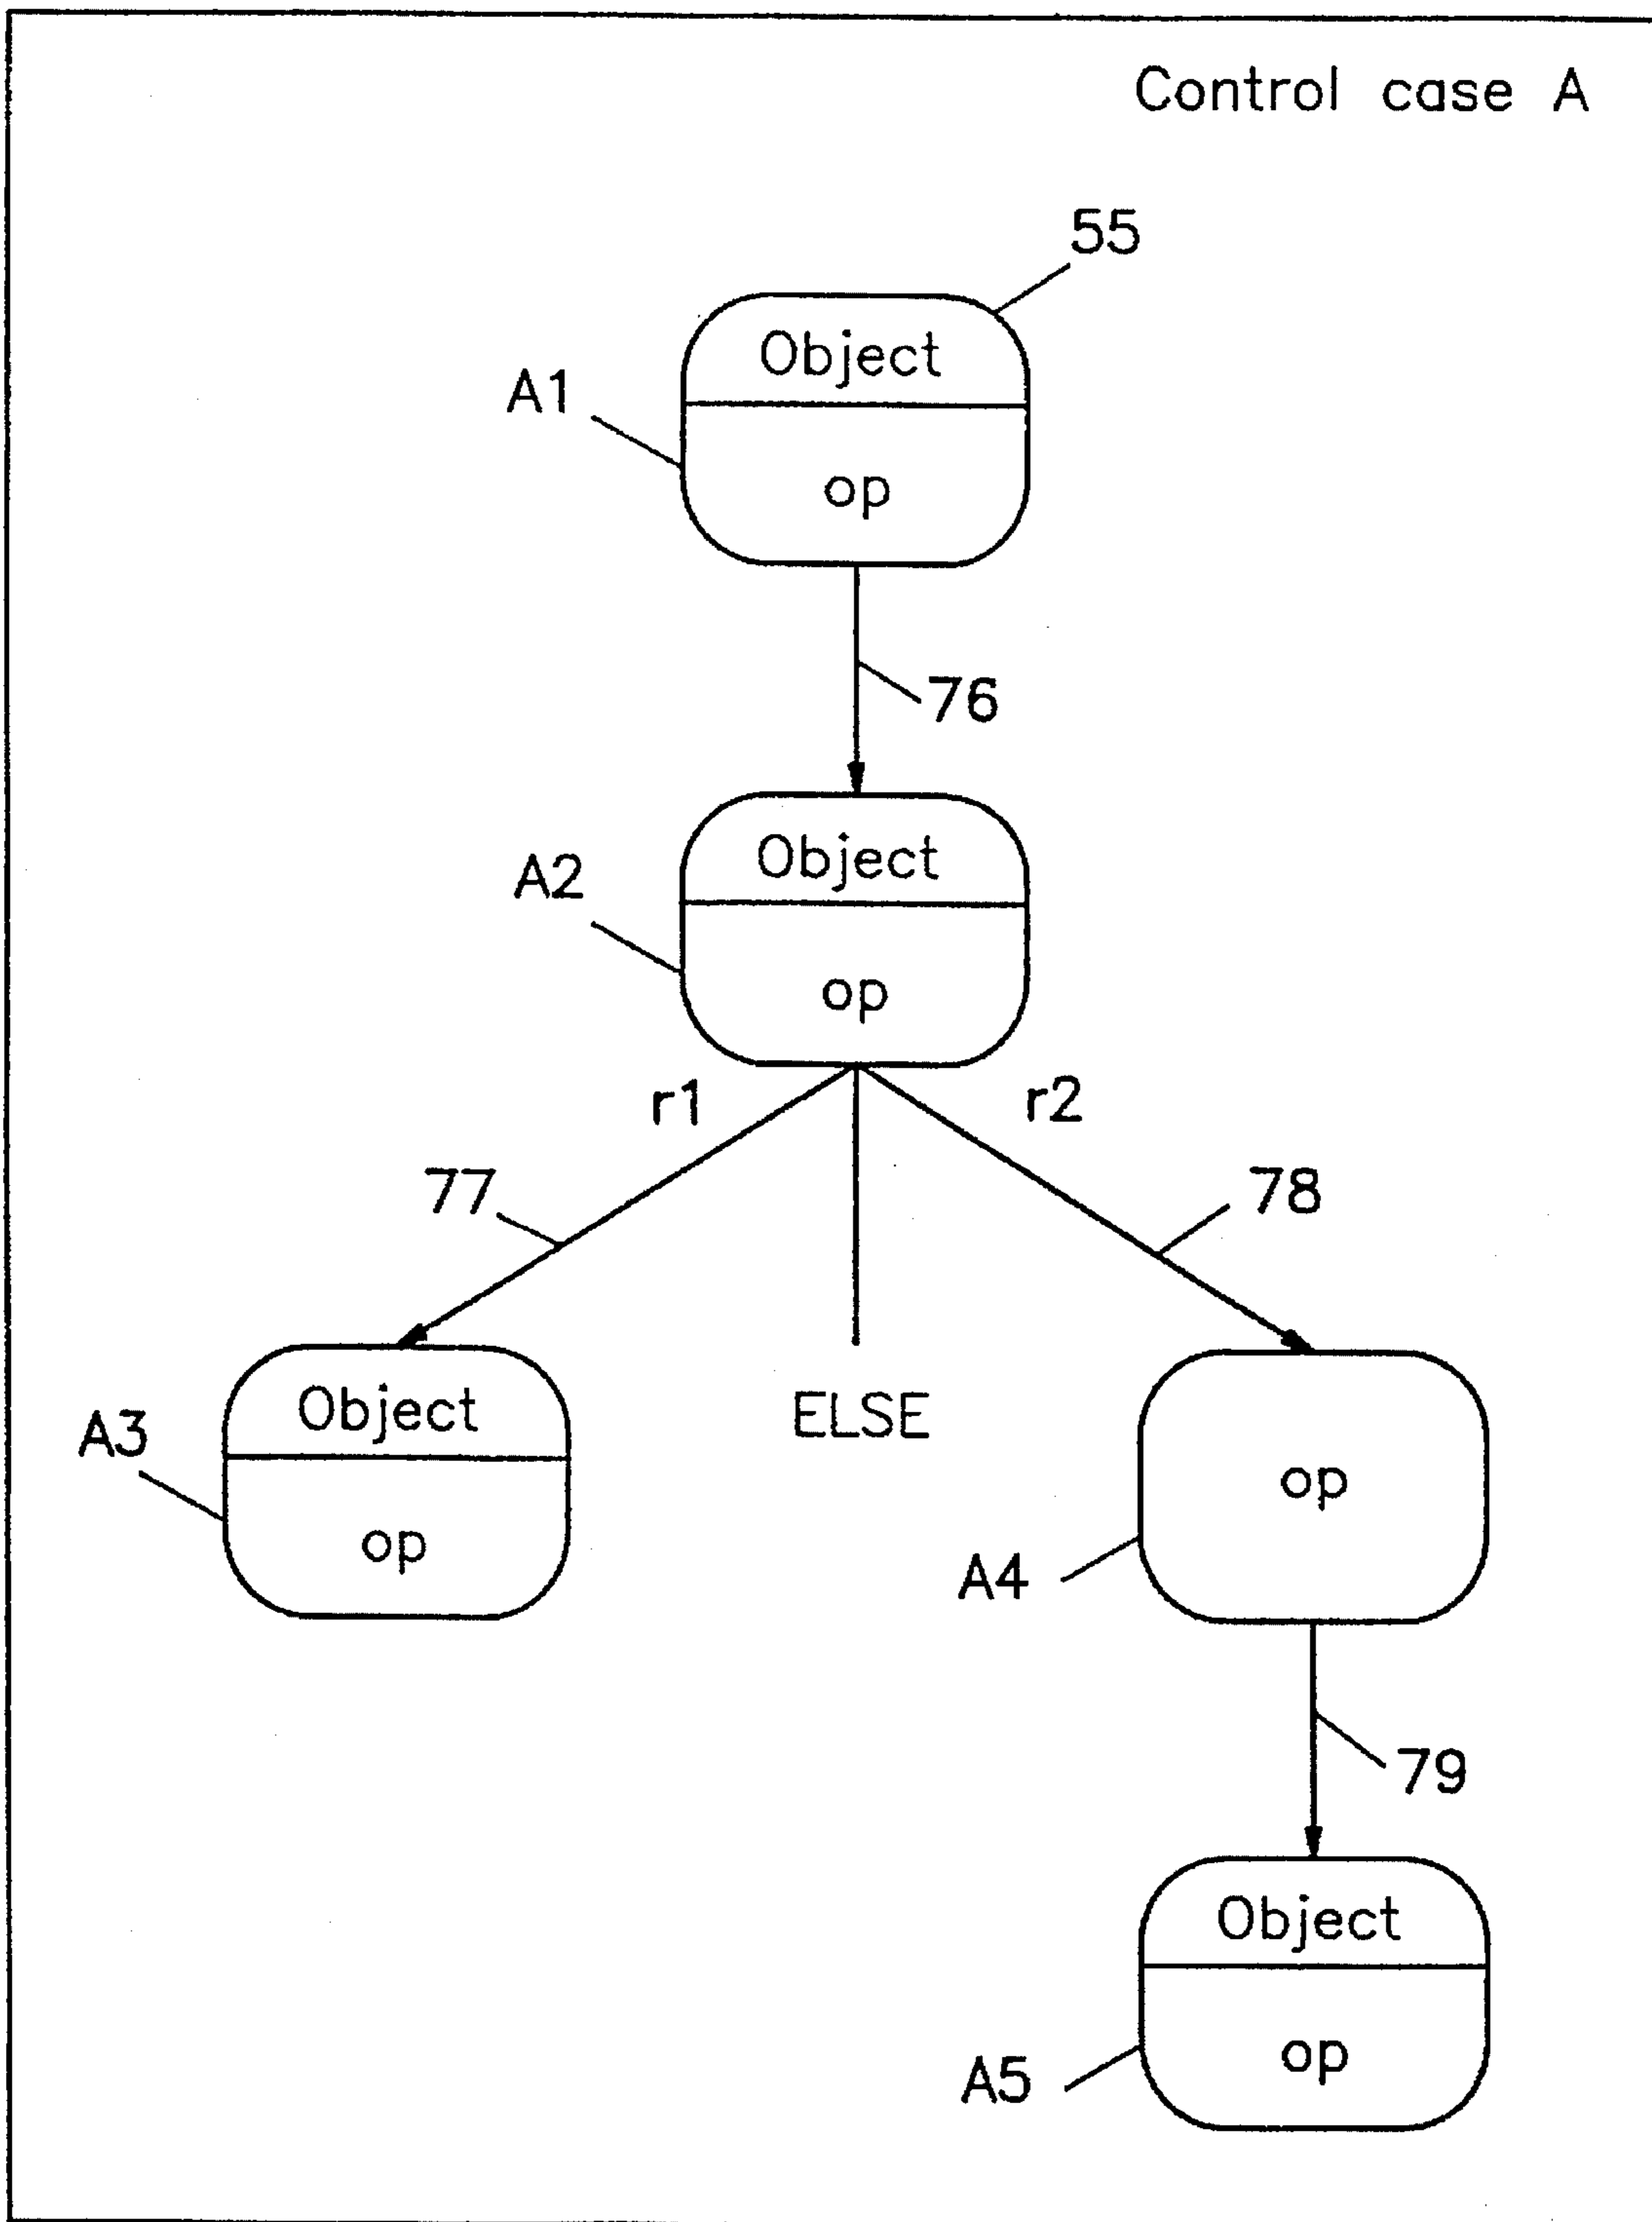 Control case A
55
Object
A1
op
76
Object
A2
op
r1
r2
77
78
Object
ELSE
A3
op
op
A4
79
Object
op
A5